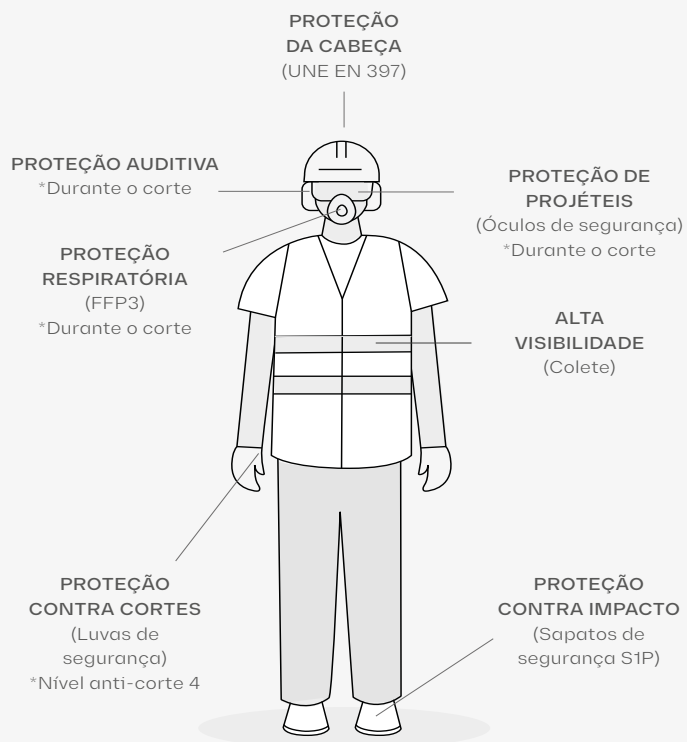 PROTEÇÃO
DA CABEÇA
(UNE EN 397)
PROTEÇÃO AUDITIVA
*Durante o corte
PROTEÇÃO DE
PROJÉTEIS
(Óculos de segurança)
*Durante o corte
PROTEÇÃO
RESPIRATÓRIA
(FFP3)
*Durante o corte
ALTA
VISIBILIDADE
(Colete)
PROTEÇÃO
CONTRA CORTES
(Luvas de
segurança)
*Nível anti-corte 4
PROTEÇÃO
CONTRA IMPACTO
(Sapatos de
segurança S1P)